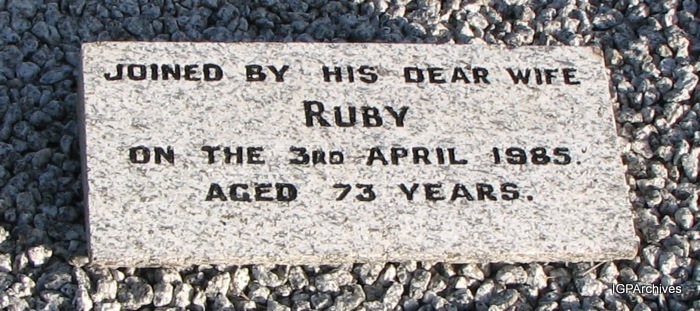 JOINED BY HIS DEAR WIFE
RUBY
ON THE 3RD APRIL 1985.
AGED 73 YEARS.
IGPArchives